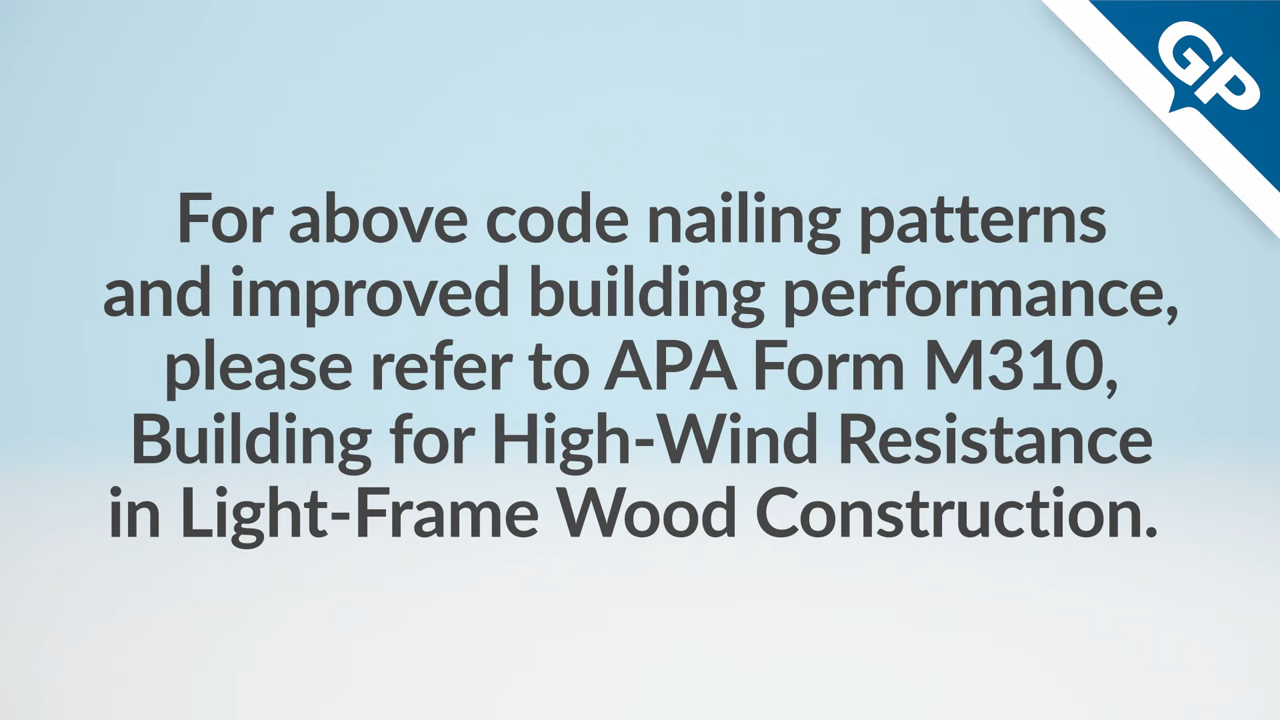 GP
For above code nailing patterns
and improved building performance,
please refer to APA Form M310,
Building for High-Wind Resistance
in Light-Frame Wood Construction.